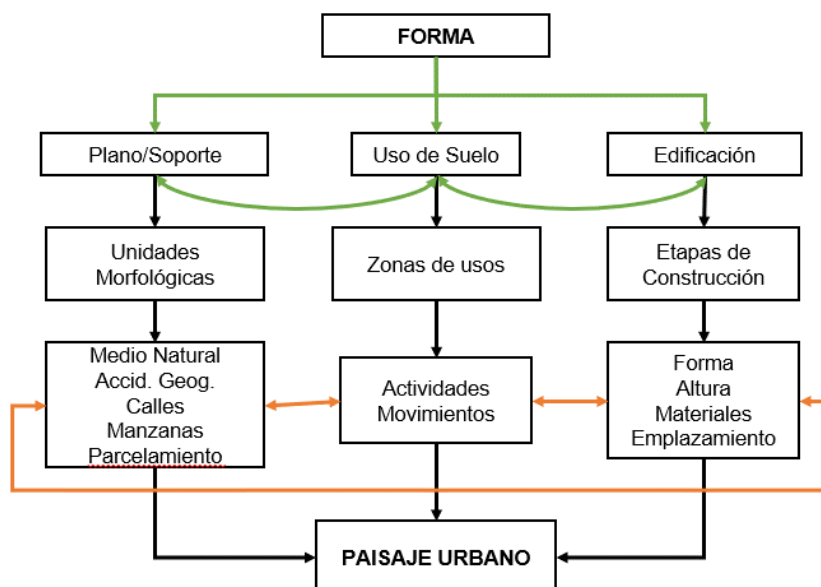 FORMA
Plano/Soporte
Uso de Suelo
Edificación
Unidades
Morfológicas
Zonas de usos
Etapas de
Construcción
Medio Natural
Accid. Geog.
Calles
Manzanas
Parcelamiento
Actividades
Movimientos
Forma
Altura
Materiales
Emplazamiento
PAISAJE URBANO